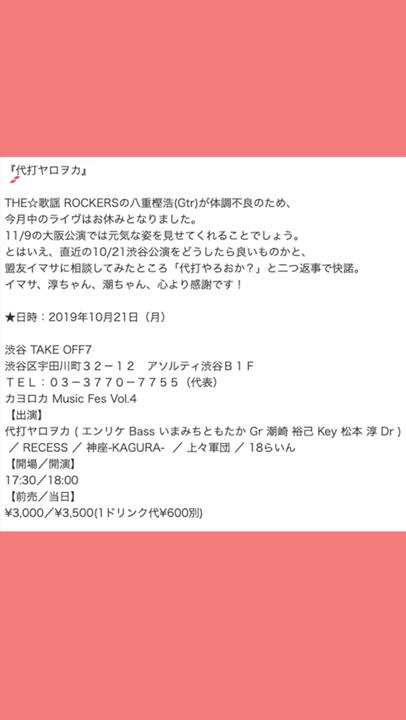 『代打ヤロヲカ』
THE☆歌謡 ROCKERSの八重樫浩(Gtr)が体調不良のため、
今月中のライヴはお休みとなりました。
11/9の大阪公演では元気な姿を見せてくれることでしょう。
とはいえ、直近の10/21渋谷公演をどうしたら良いものかと、
盟友イマサに相談してみたところ「代打やろおか？」と二つ返事で快諾。
イマサ、淳ちゃん、潮ちゃん、心より感謝です！
★日時：2019年10月21日（月）
渋谷 TAKE OFF7
渋谷区宇田川町３２－１２　アソルティ渋谷Ｂ１Ｆ
ＴＥＬ：０３－３７７０－７７５５（代表）
カヨロカ Music Fes Vol.4
【出演】
代打ヤロヲカ ( エンリケ Bass いまみちともたか Gr 潮崎 裕己 Key 松本 淳 Dr )
／ RECESS ／ 神座-KAGURA- ／ 上々軍団 ／ 18らいん
【開場／開演】
17:30／18:00
【前売／当日】
¥3,000／¥3,500(1ドリンク代¥600別)